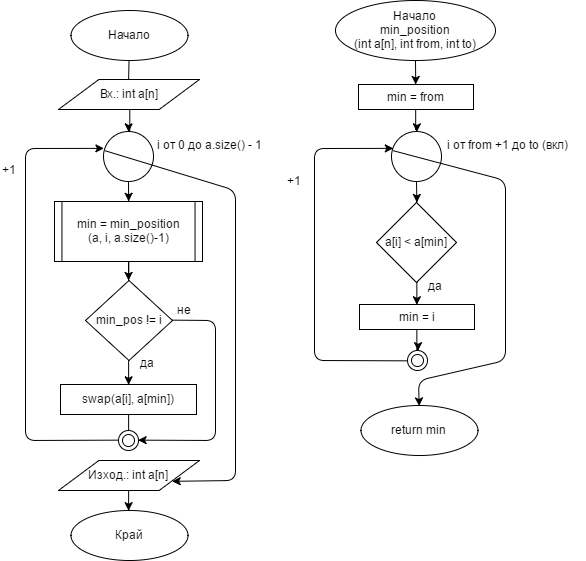 Начало
Вх.: int a[n]
i от 0 до a.size() - 1
+1
min = min_position
(a, i, a.size()-1)
min_pos != i
не
да
swap(a[i], a[min])
Изход.: int a[n]
Край
Начало
min_position
(int a[n], int from, int to)
min = from
i от from +1 до to (вкл)
+1
a[i] < a[min]
да
min = i
return min